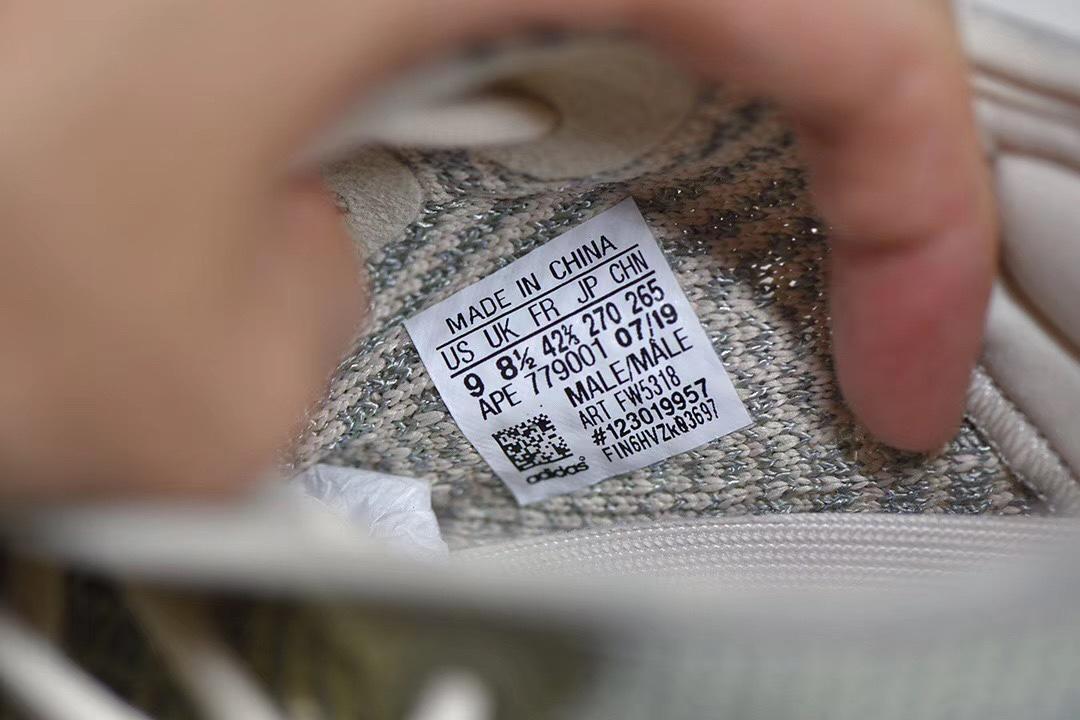 MADE IN CHINA
US UK FR JP CHN
9 8½ 42⅔ 270 265
APE 779001 07/19
MALE/MÂLE
ART FW5318
#123019957
F1N6HVZkQ3697
adidas